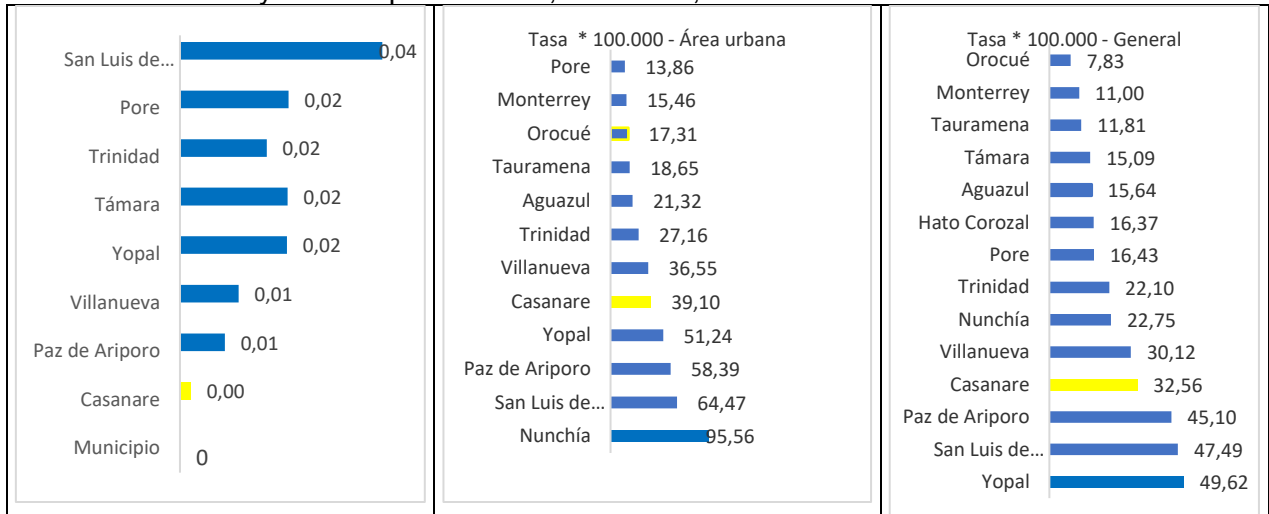 San Luis de... 0,04
Pore 0,02
Trinidad 0,02
Támara 0,02
Yopal 0,02
Villanueva 0,01
Paz de Ariporo 0,01
Casanare 0,00
Municipio 0
Tasa * 100.000 - Área urbana
Pore 13,86
Monterrey 15,46
Orocué 17,31
Tauramena 18,65
Aguazul 21,32
Trinidad 27,16
Villanueva 36,55
Casanare 39,10
Yopal 51,24
Paz de Ariporo 58,39
San Luis de... 64,47
Nunchía 95,56
Tasa * 100.000 - General
Orocué 7,83
Monterrey 11,00
Tauramena 11,81
Támara 15,09
Aguazul 15,64
Hato Corozal 16,37
Pore 16,43
Trinidad 22,10
Nunchía 22,75
Villanueva 30,12
Casanare 32,56
Paz de Ariporo 45,10
San Luis de... 47,49
Yopal 49,62